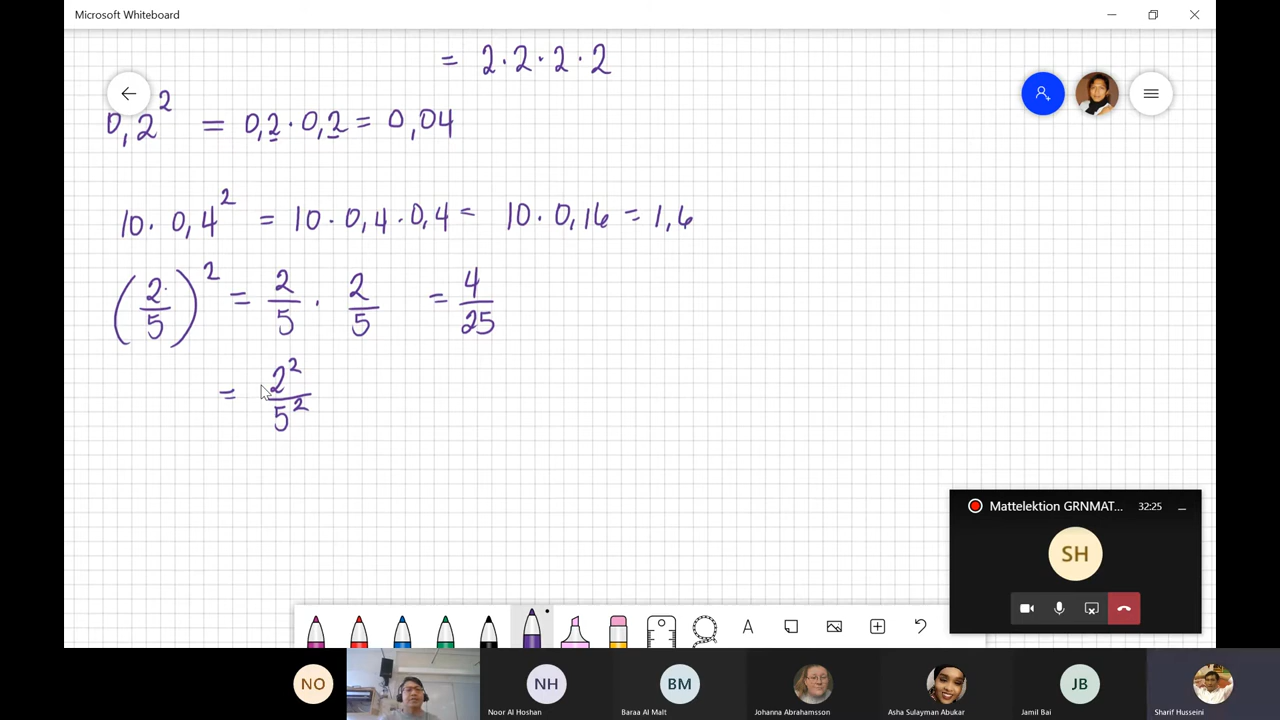 Microsoft Whiteboard
= 2·2·2·2
0,2² = 0,2·0,2 = 0,04
10·0,4² = 10·0,4·0,4 = 10·0,16 = 1,6
(2/5)² = 2/5 · 2/5 = 4/25
= 2²/5²
Mattelektion GRNMAT... 32:25
SH
A
NO
NH
BM
JB
Noor Al Hoshan
Baraa Al Malt
Johanna Abrahamsson
Asha Sulayman Abukar
Jamil Bai
Sharif Husseini